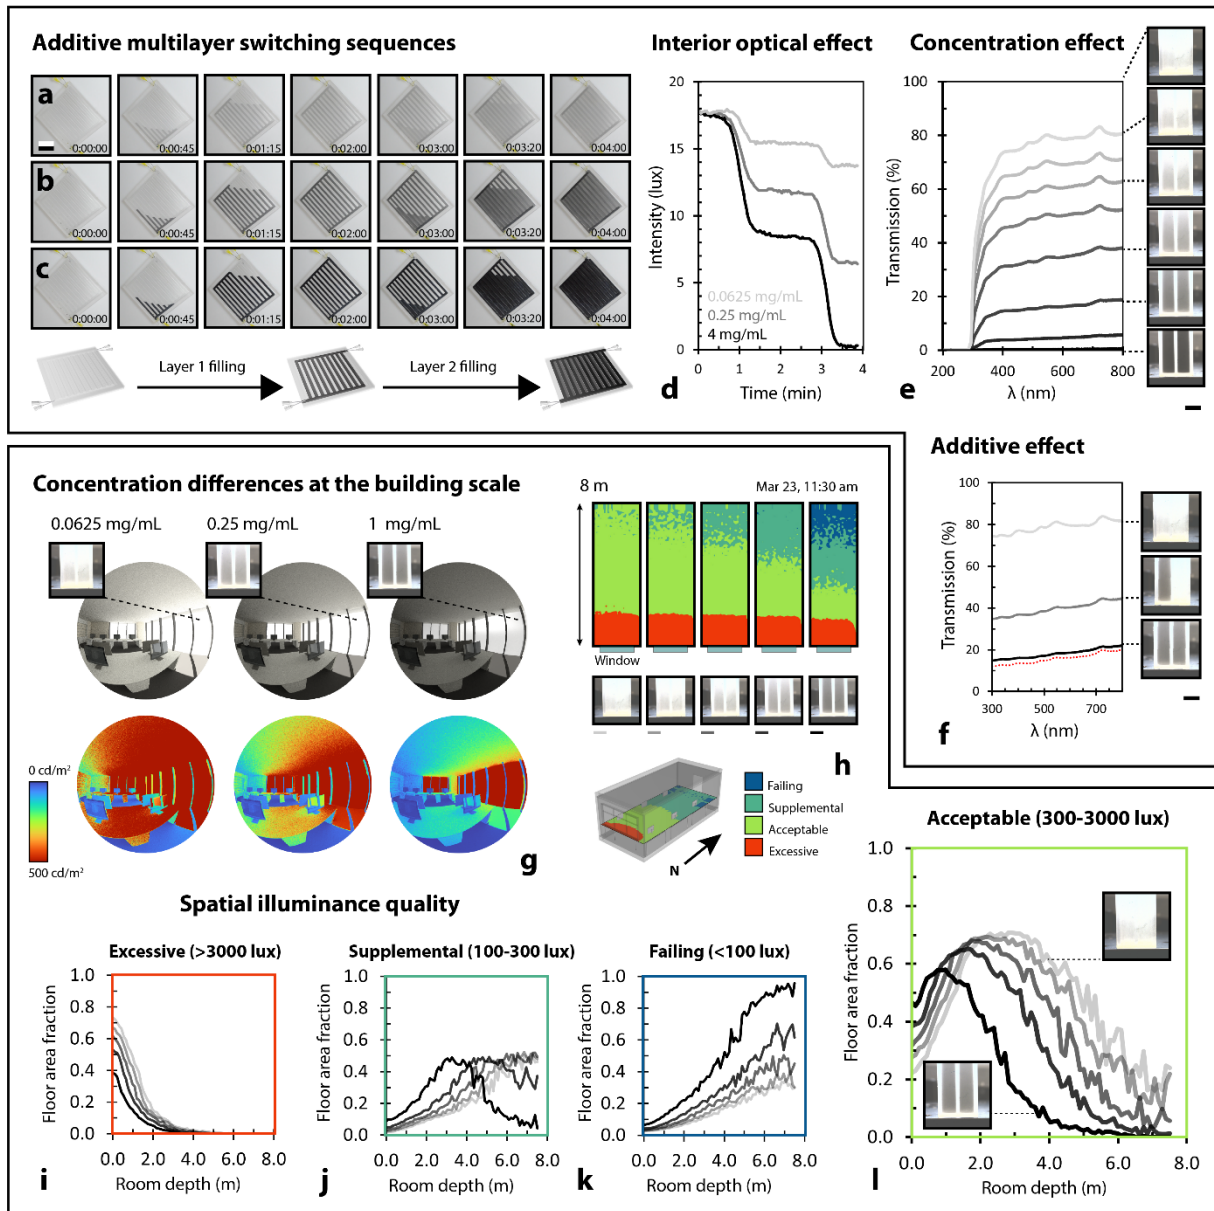 Additive multilayer switching sequences
a
0:00:00
0:00:45
0:01:15
0:02:00
0:03:00
0:03:20
0:04:00
b
0:00:00
0:00:45
0:01:15
0:02:00
0:03:00
0:03:20
0:04:00
c
0:00:00
0:00:45
0:01:15
0:02:00
0:03:00
0:03:20
0:04:00
Layer 1 filling
Layer 2 filling
Interior optical effect
20
15
10
5
0
Intensity (lux)
0.0625 mg/mL
0.25 mg/mL
4 mg/mL
0 1 2 3 4
Time (min)
d
Concentration effect
100
80
60
40
20
0
Transmission (%)
200 400 600 800
λ (nm)
e
Additive effect
100
80
60
40
20
0
Transmission (%)
300 500 700
λ (nm)
f
Concentration differences at the building scale
0.0625 mg/mL
0.25 mg/mL
1 mg/mL
0 cd/m²
500 cd/m²
g
8 m
Mar 23, 11:30 am
Window
h
Failing
Supplemental
Acceptable
Excessive
N
Spatial illuminance quality
Excessive (>3000 lux)
1.0
0.8
0.6
0.4
0.2
0.0
Floor area fraction
0.0 2.0 4.0 6.0 8.0
Room depth (m)
i
Supplemental (100-300 lux)
1.0
0.8
0.6
0.4
0.2
0.0
Floor area fraction
0.0 2.0 4.0 6.0 8.0
Room depth (m)
j
Failing (<100 lux)
1.0
0.8
0.6
0.4
0.2
0.0
Floor area fraction
0.0 2.0 4.0 6.0 8.0
Room depth (m)
k
Acceptable (300-3000 lux)
1.0
0.8
0.6
0.4
0.2
0.0
Floor area fraction
0.0 2.0 4.0 6.0 8.0
Room depth (m)
l